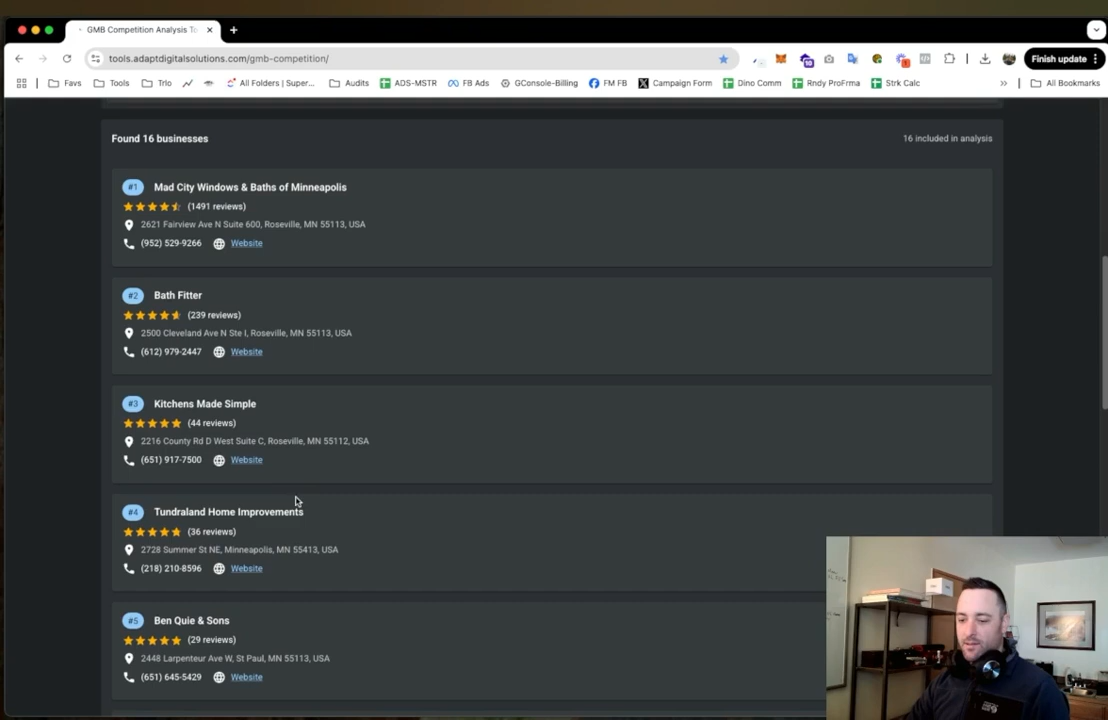 GMB Competition Analysis To
tools.adaptdigitalsolutions.com/gmb-competition/
Finish update
Favs
Tools
Trlo
All Folders | Super...
Audits
ADS-MSTR
FB Ads
GConsole-Billing
FM FB
Campaign Form
Dino Comm
Rndy ProFrma
Strk Calc
»
All Bookmarks
Found 16 businesses
16 included in analysis
#1 Mad City Windows & Baths of Minneapolis
(1491 reviews)
2621 Fairview Ave N Suite 600, Roseville, MN 55113, USA
(952) 529-9266 Website
#2 Bath Fitter
(239 reviews)
2500 Cleveland Ave N Ste I, Roseville, MN 55113, USA
(612) 979-2447 Website
#3 Kitchens Made Simple
(44 reviews)
2216 County Rd D West Suite C, Roseville, MN 55112, USA
(651) 917-7500 Website
#4 Tundraland Home Improvements
(36 reviews)
2728 Summer St NE, Minneapolis, MN 55413, USA
(218) 210-8596 Website
#5 Ben Quie & Sons
(29 reviews)
2448 Larpenteur Ave W, St Paul, MN 55113, USA
(651) 645-5429 Website